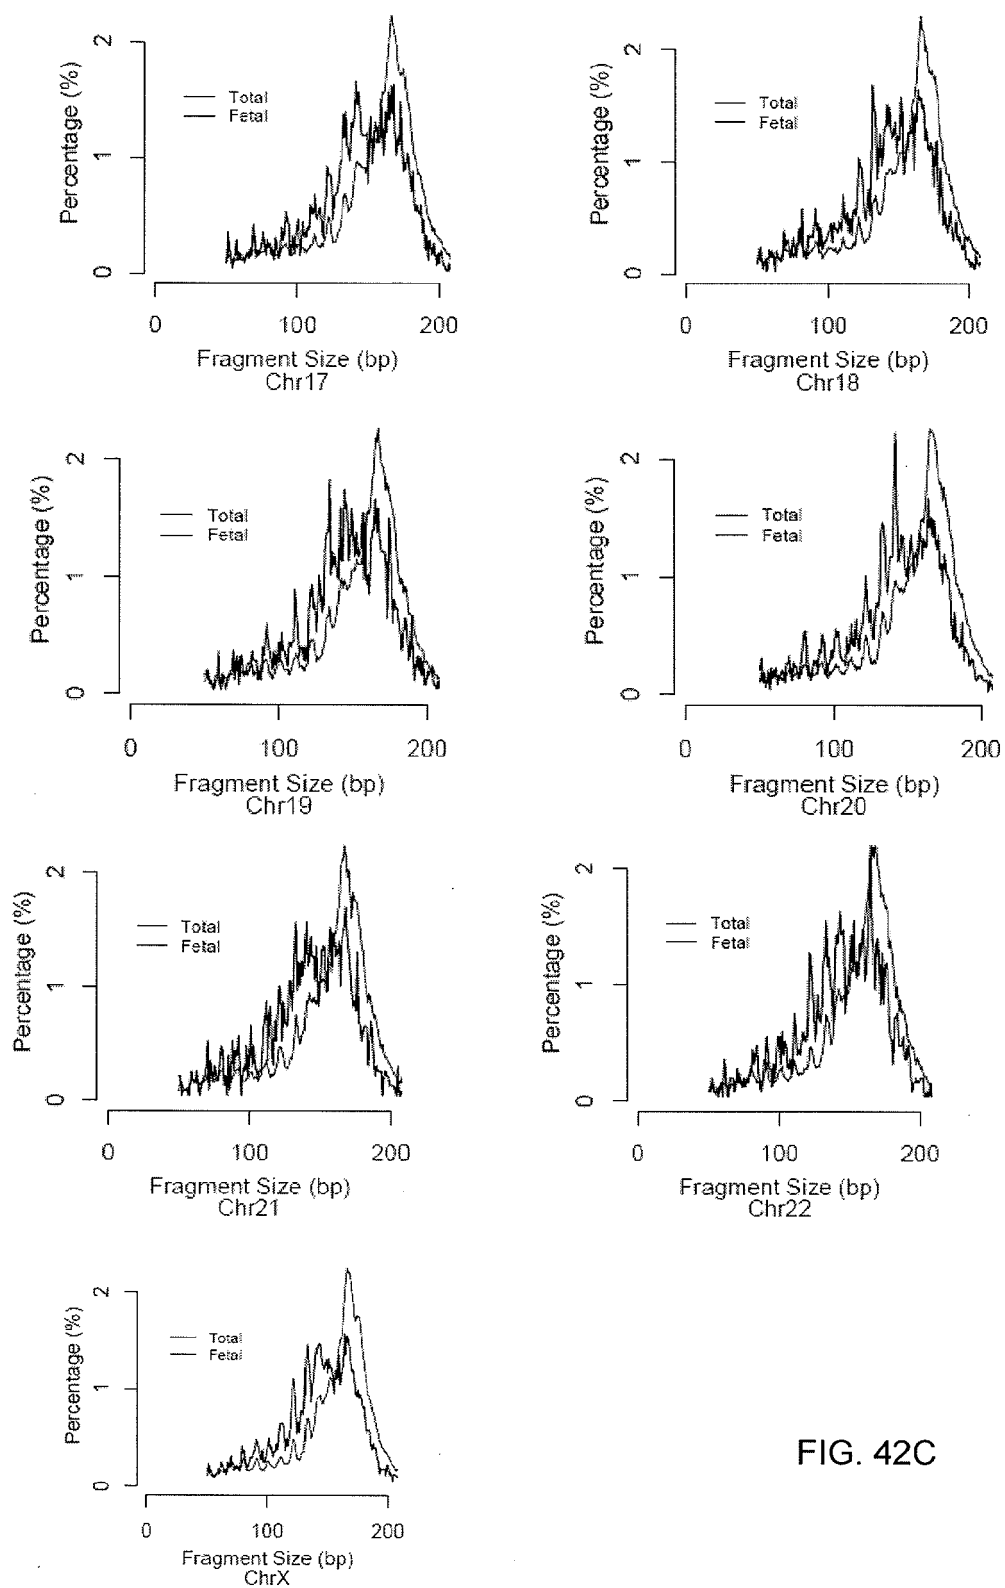 Percentage (%)
2
1
0
Total
Fetal
0 100 200
Fragment Size (bp)
Chr17
Percentage (%)
2
1
0
Total
Fetal
0 100 200
Fragment Size (bp)
Chr18
Percentage (%)
2
1
0
Total
Fetal
0 100 200
Fragment Size (bp)
Chr19
Percentage (%)
2
1
0
Total
Fetal
0 100 200
Fragment Size (bp)
Chr20
Percentage (%)
2
1
0
Total
Fetal
0 100 200
Fragment Size (bp)
Chr21
Percentage (%)
2
1
0
Total
Fetal
0 100 200
Fragment Size (bp)
Chr22
Percentage (%)
2
1
0
Total
Fetal
0 100 200
Fragment Size (bp)
ChrX
FIG. 42C